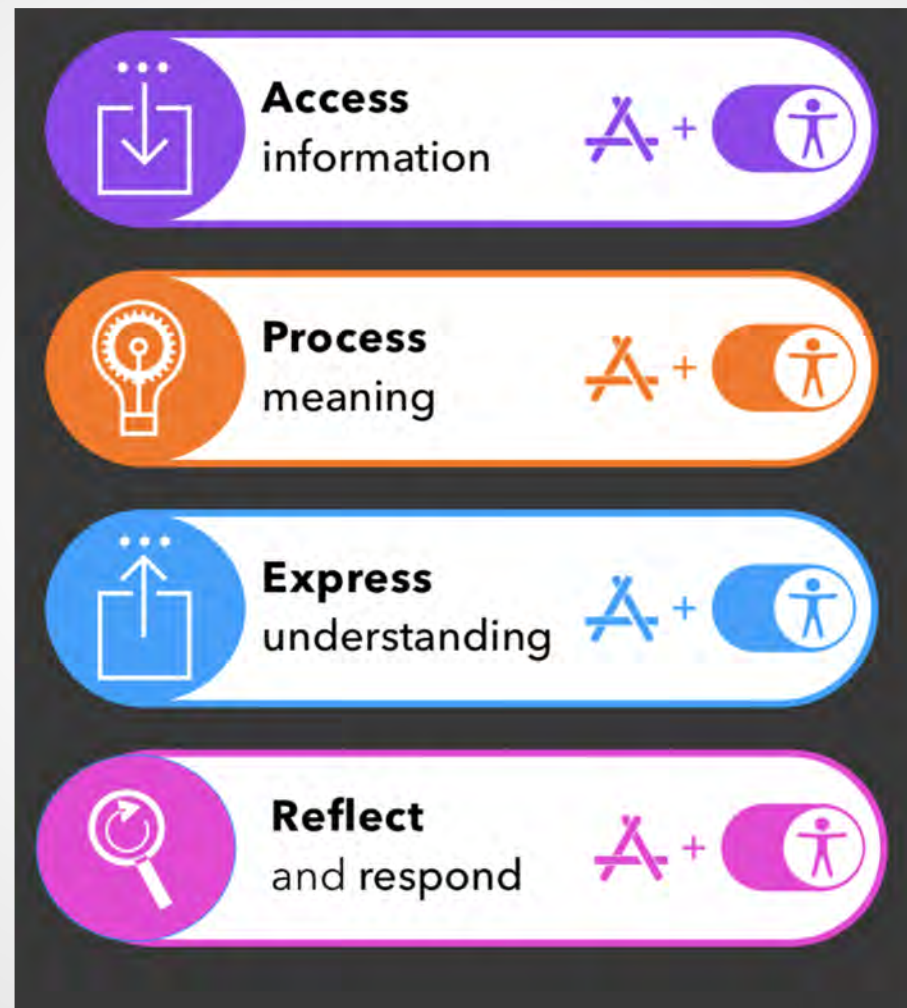 Access
information
+
Process
meaning
+
Express
understanding
+
Reflect
and respond
+